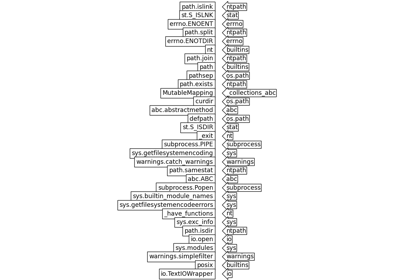 path.islink ntpath
st.S_ISLNK stat
errno.ENOENT errno
path.split ntpath
errno.ENOTDIR errno
nt builtins
path.join ntpath
path builtins
pathsep os.path
path.exists ntpath
MutableMapping _collections_abc
curdir os.path
abc.abstractmethod abc
defpath os.path
st.S_ISDIR stat
_exit nt
subprocess.PIPE subprocess
sys.getfilesystemencoding sys
warnings.catch_warnings warnings
path.samestat ntpath
abc.ABC abc
subprocess.Popen subprocess
sys.builtin_module_names sys
sys.getfilesystemencodeerrors sys
_have_functions nt
sys.exc_info sys
path.isdir ntpath
io.open io
sys.modules sys
warnings.simplefilter warnings
posix builtins
io.TextIOWrapper io